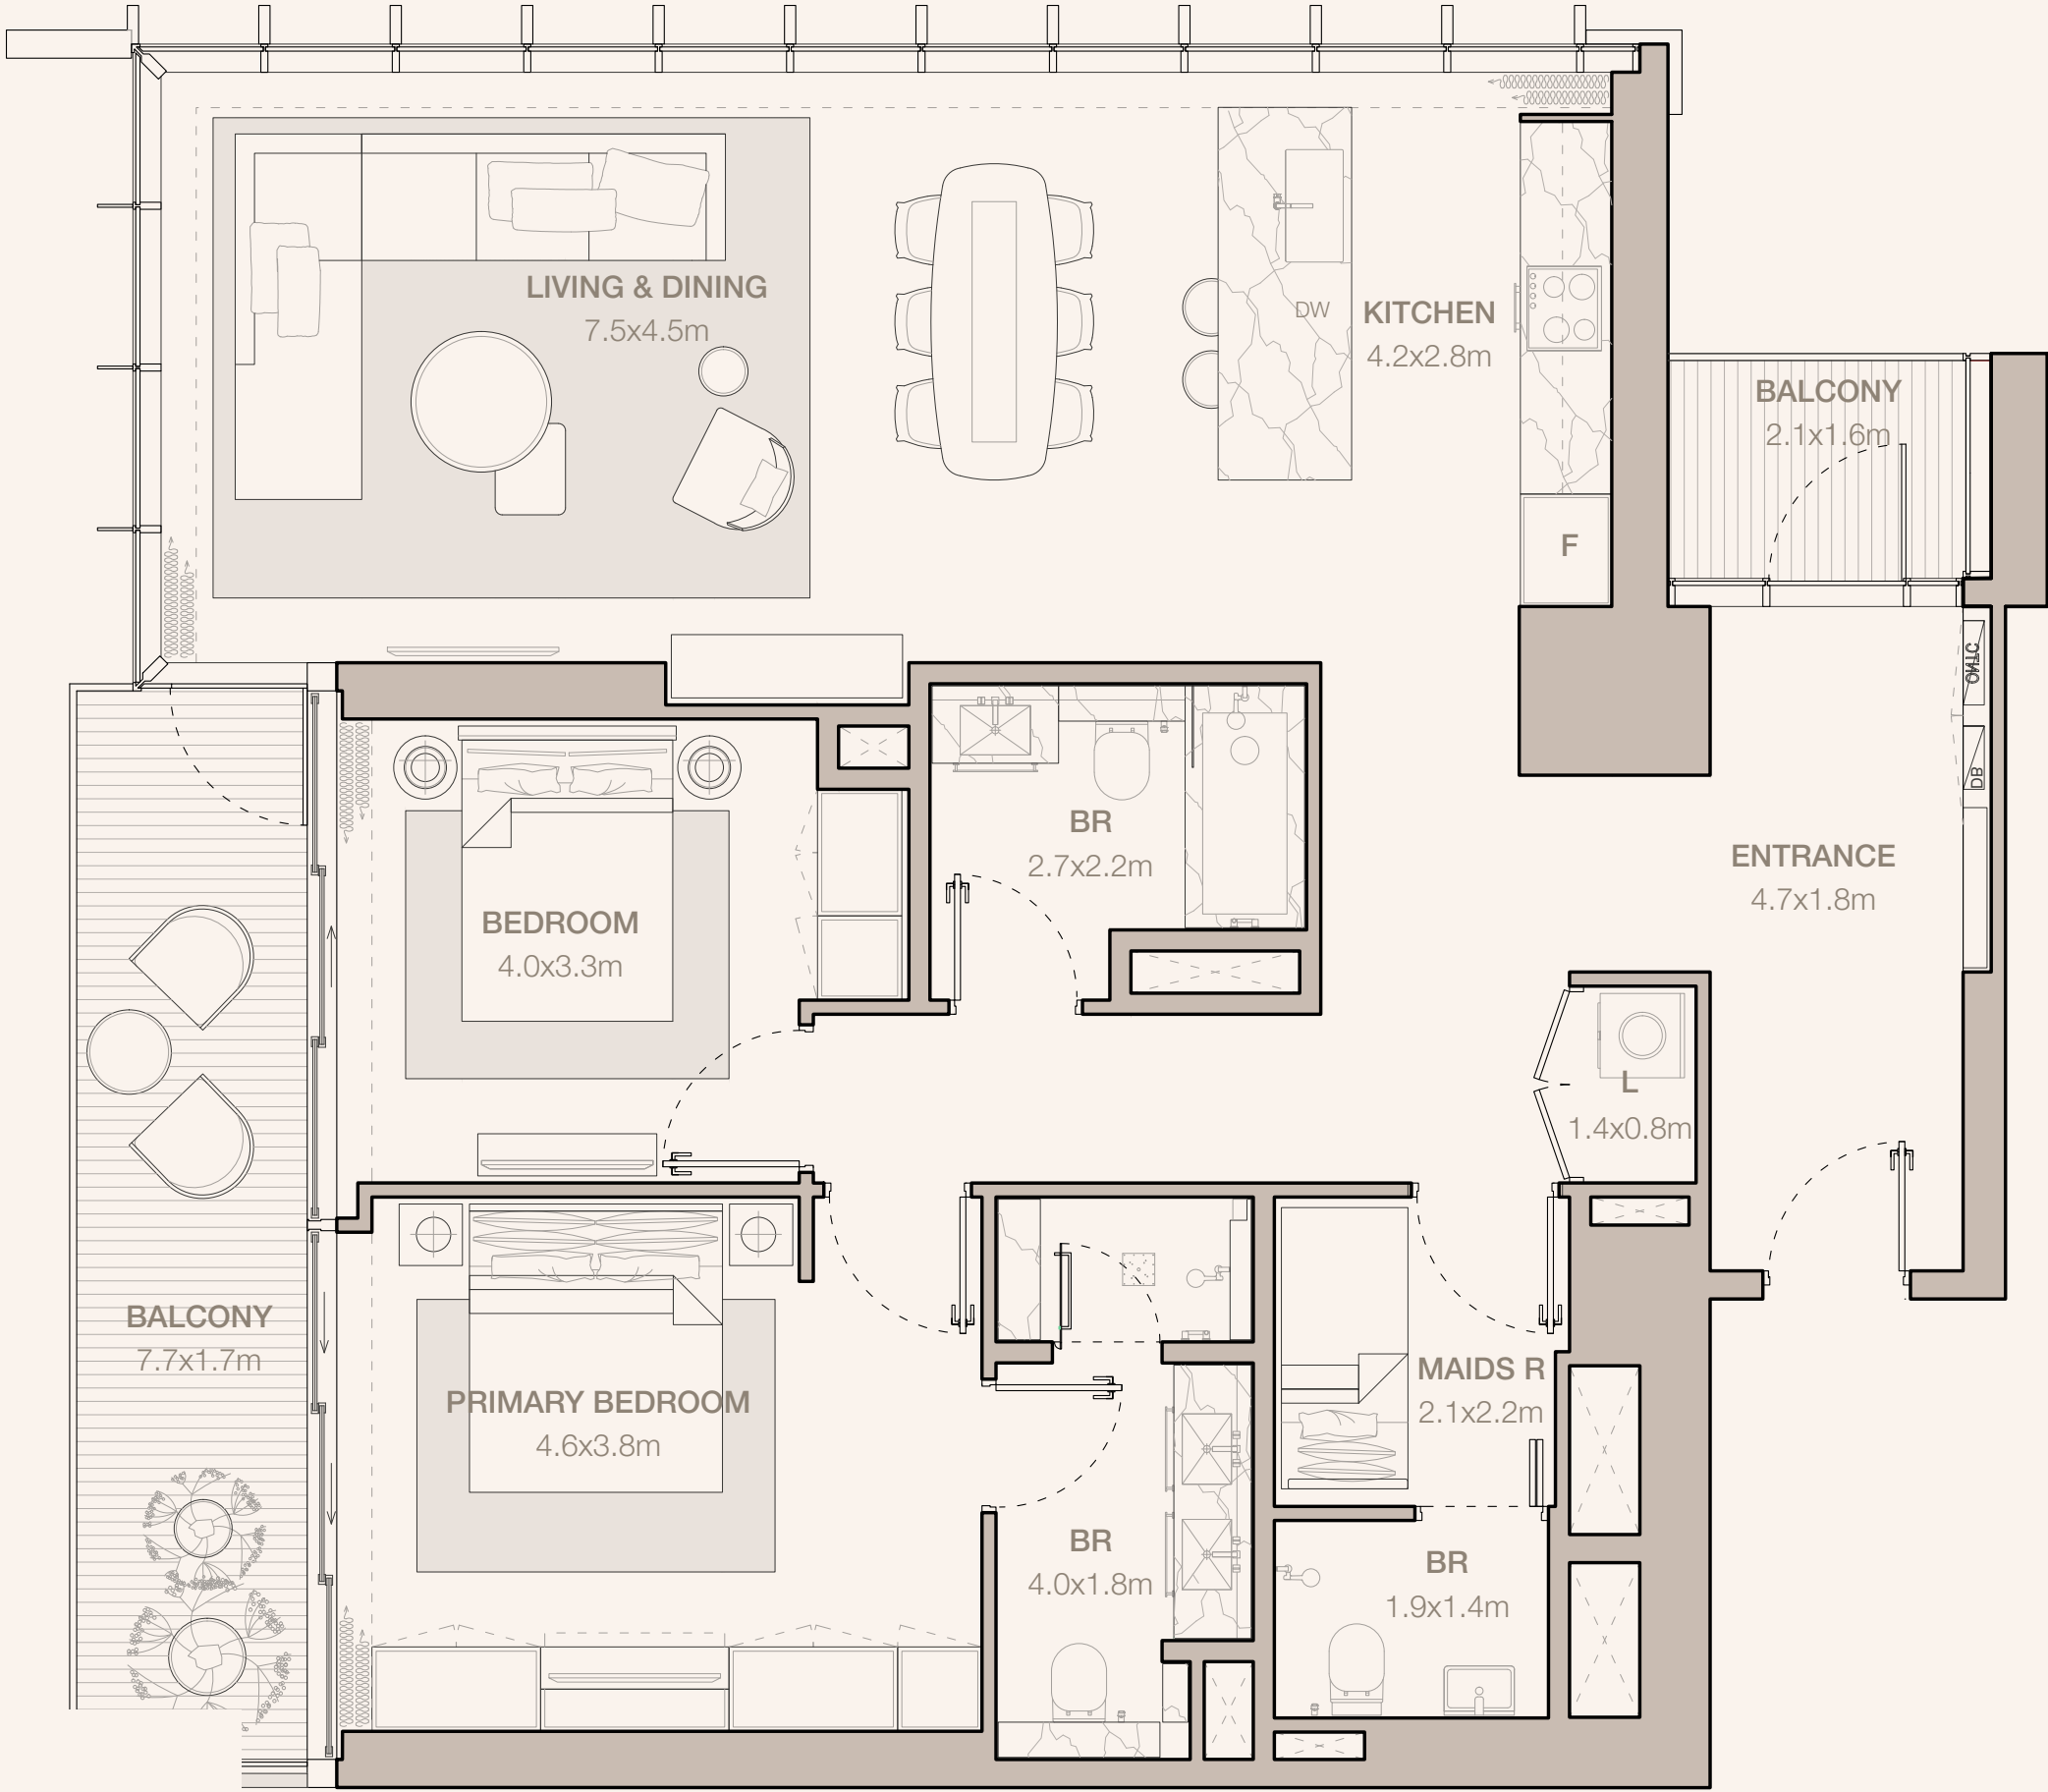 LIVING & DINING
7.5x4.5m
DW
KITCHEN
4.2x2.8m
BALCONY
2.1x1.6m
F
BR
2.7x2.2m
ENTRANCE
4.7x1.8m
DB
BEDROOM
4.0x3.3m
L
1.4x0.8m
BALCONY
7.7x1.7m
PRIMARY BEDROOM
4.6x3.8m
MAIDS R
2.1x2.2m
BR
4.0x1.8m
BR
1.9x1.4m